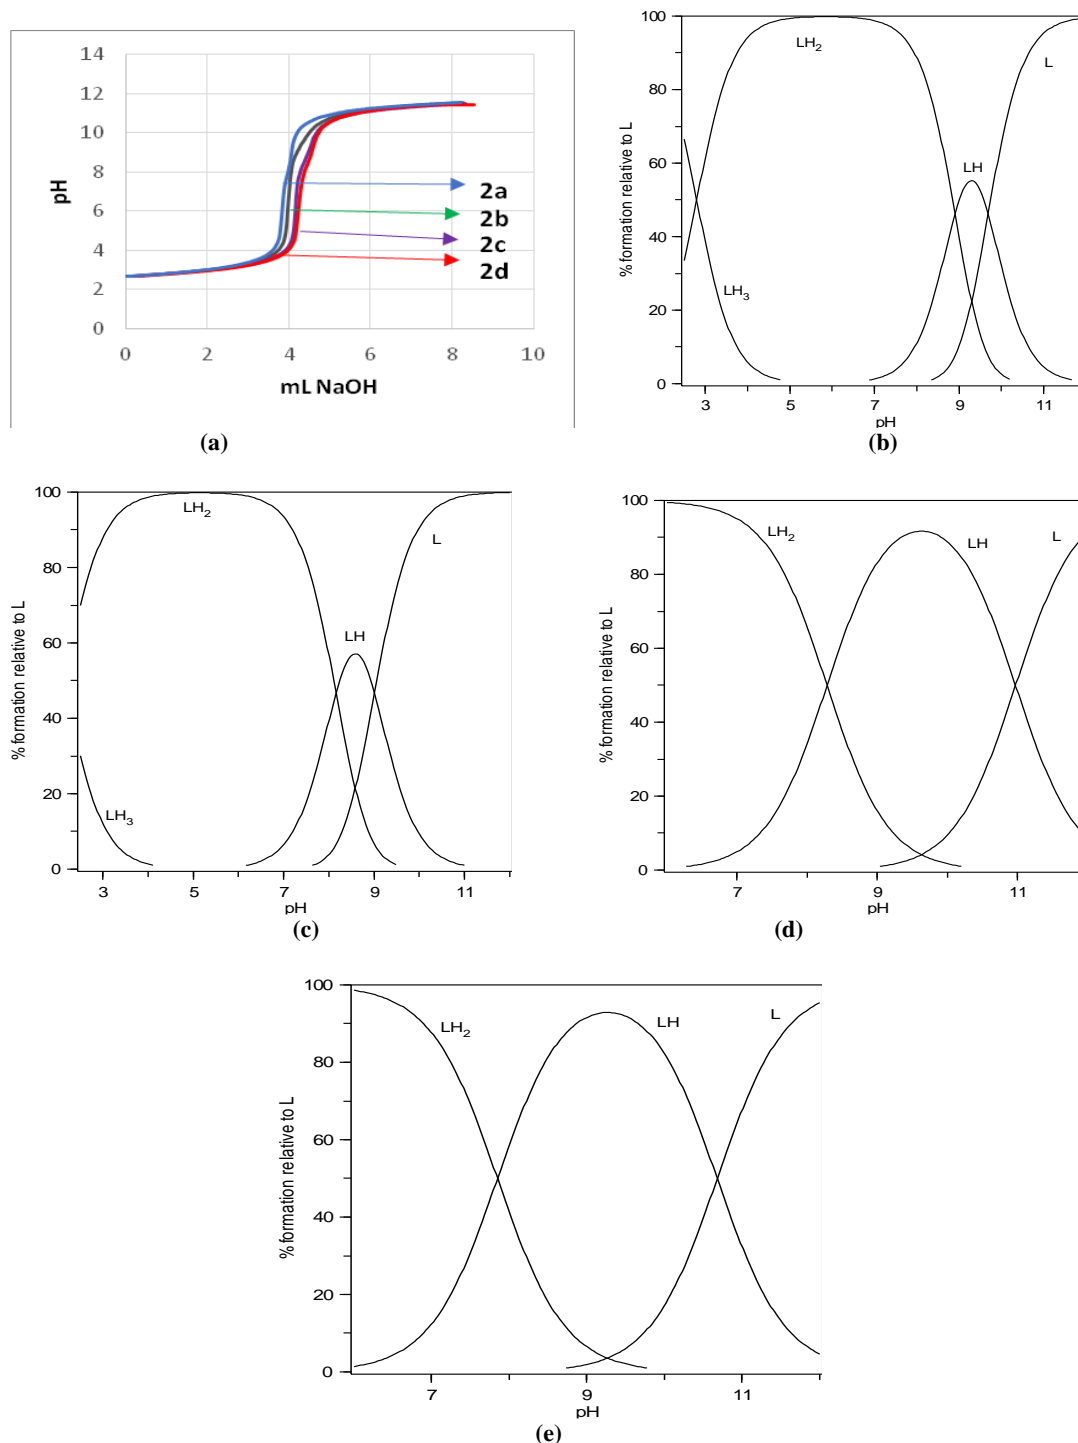 14
12
10
8
6
4
2
0
pH
0 2 4 6 8 10
mL NaOH
2a
2b
2c
2d
(a)
100
80
60
40
20
0
% formation relative to L
LH2
LH
L
LH3
3 5 7 9 11
pH
(b)
100
80
60
40
20
0
% formation relative to L
LH2
LH
L
LH3
3 5 7 9 11
pH
(c)
100
80
60
40
20
0
% formation relative to L
LH2
LH
L
7 9 11
pH
(d)
100
80
60
40
20
0
% formation relative to L
LH2
LH
L
7 9 11
pH
(e)